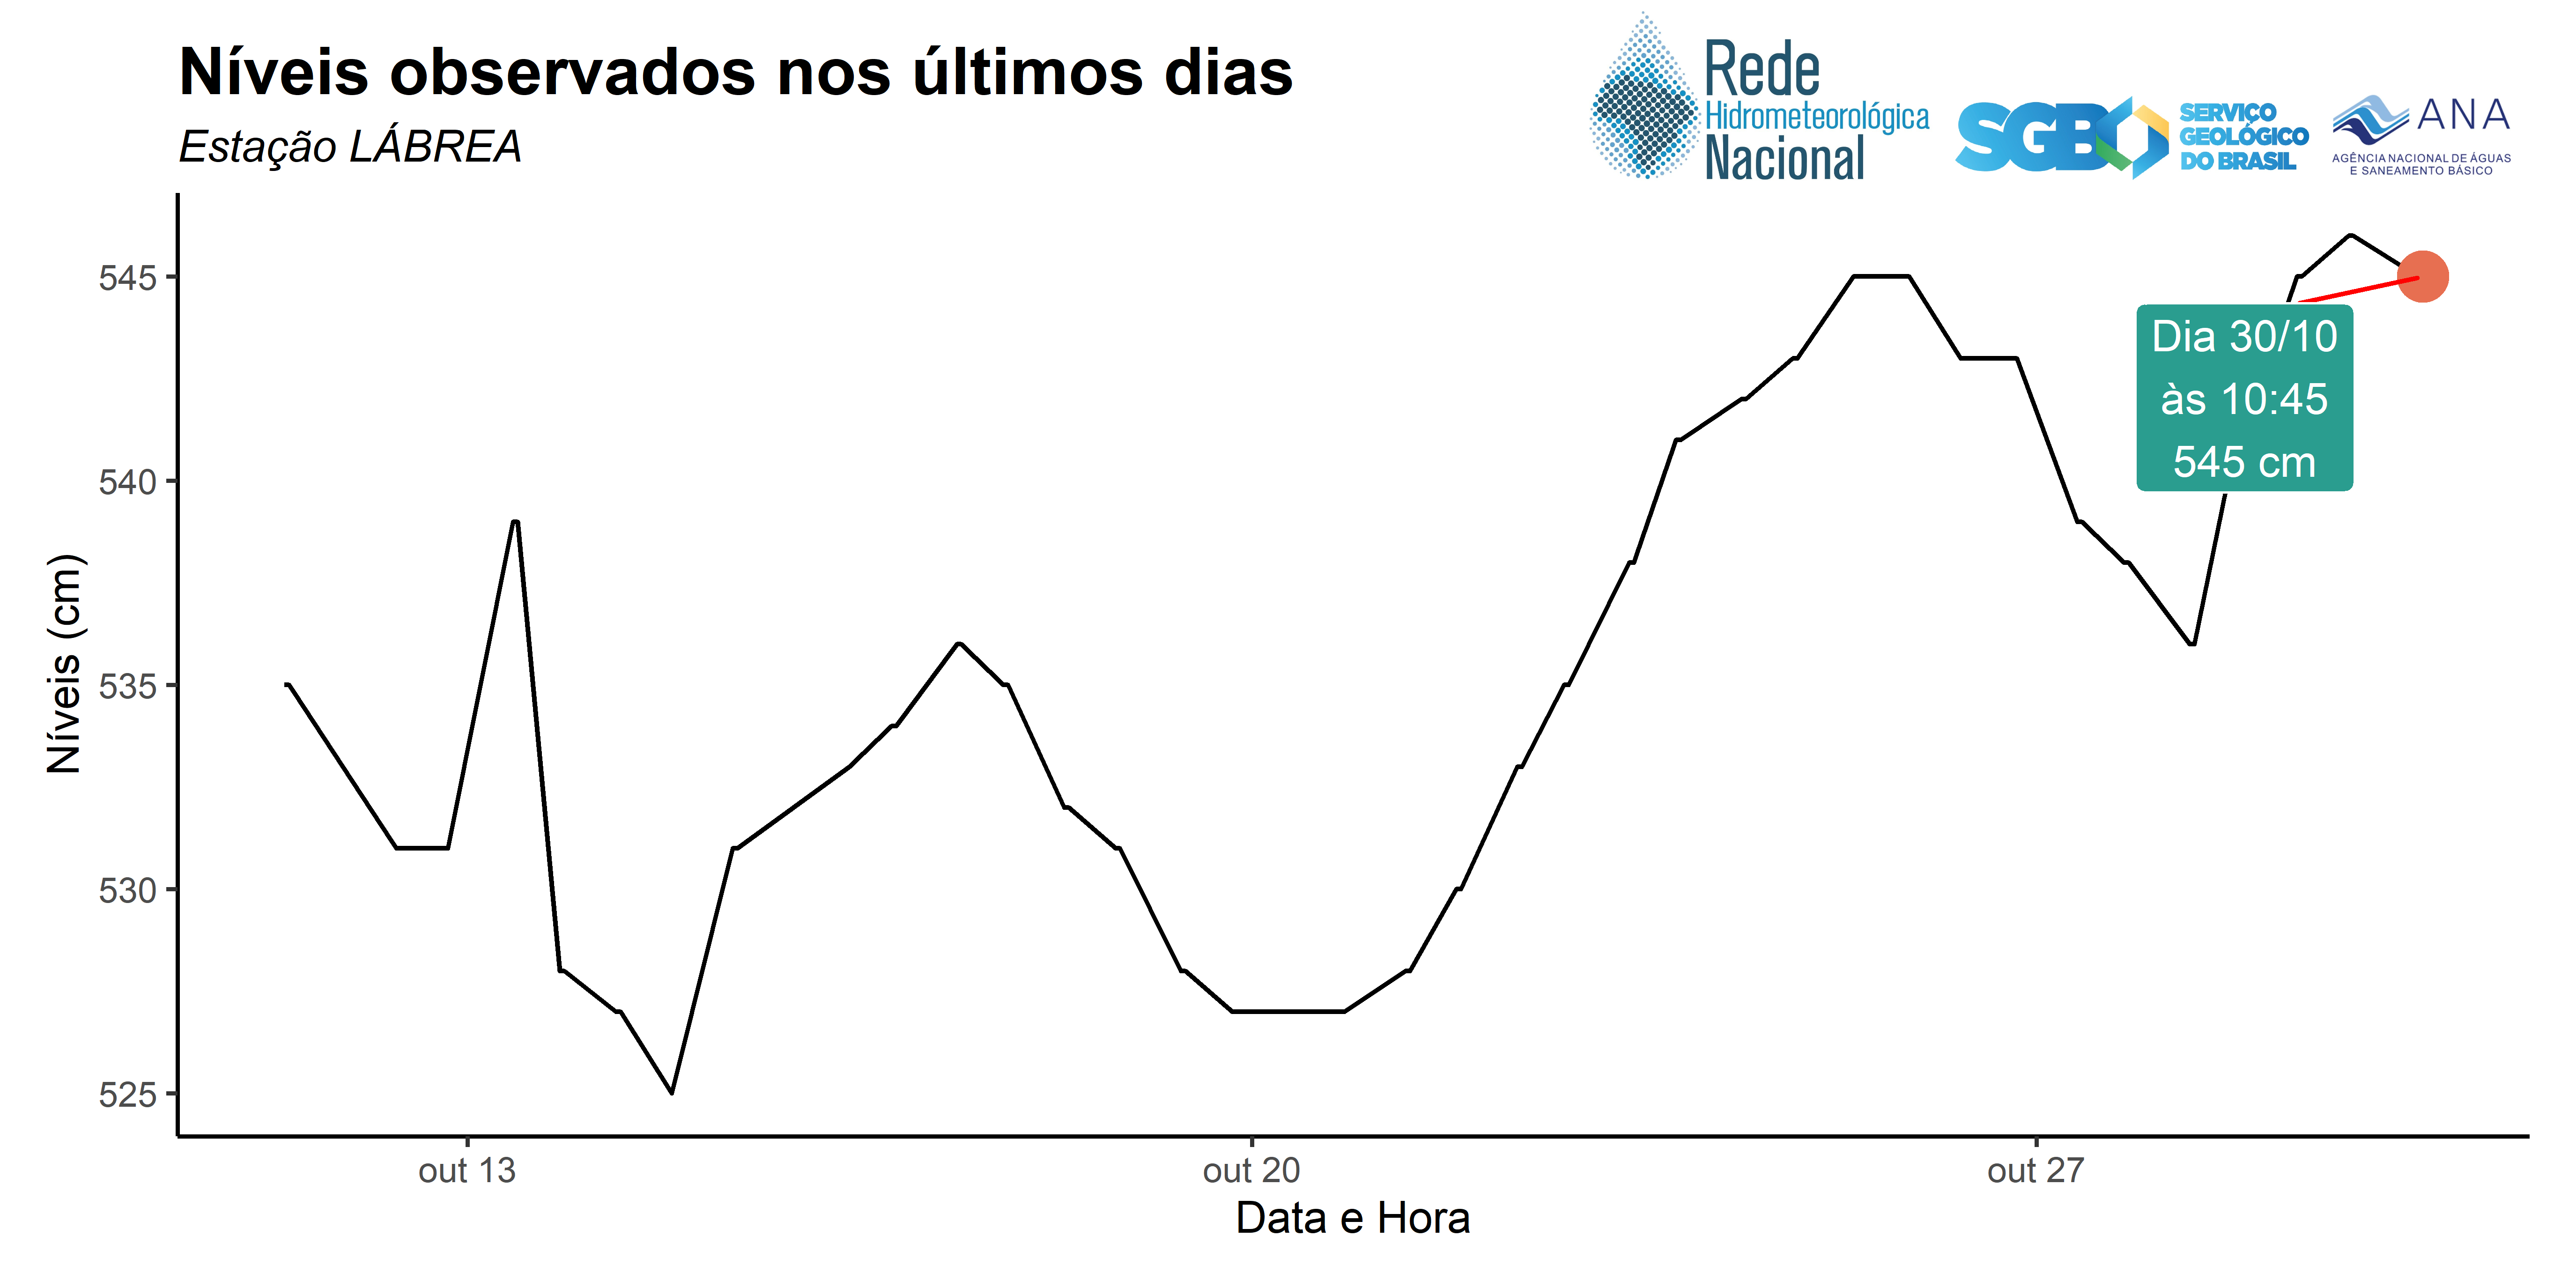 Níveis observados nos últimos dias
Estação LÁBREA
Rede
Hidrometeorológica
Nacional
SGB
SERVIÇO
GEOLÓGICO
DO BRASIL
ANA
AGÊNCIA NACIONAL DE ÁGUAS
E SANEAMENTO BÁSICO
Níveis (cm)
545
540
535
530
525
Dia 30/10
às 10:45
545 cm
out 13
out 20
out 27
Data e Hora